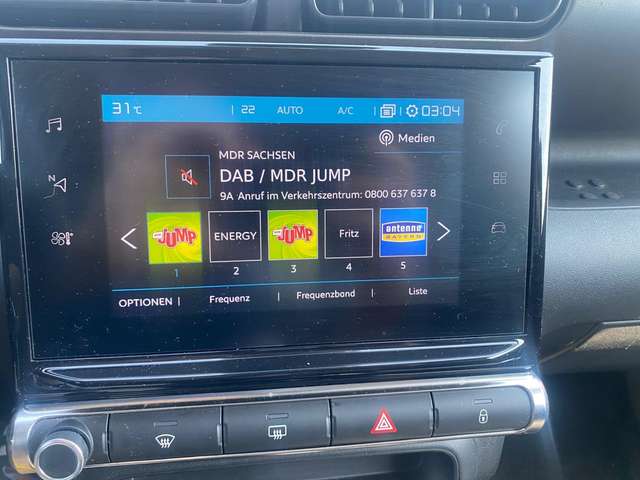 31°C 22 AUTO A/C 03:04
Medien
MDR SACHSEN
DAB / MDR JUMP
9A Anruf im Verkehrszentrum: 0800 637 637 8
N
JUMP ENERGY JUMP Fritz antenne BAYERN
1 2 3 4 5
OPTIONEN Frequenz Frequenzband Liste